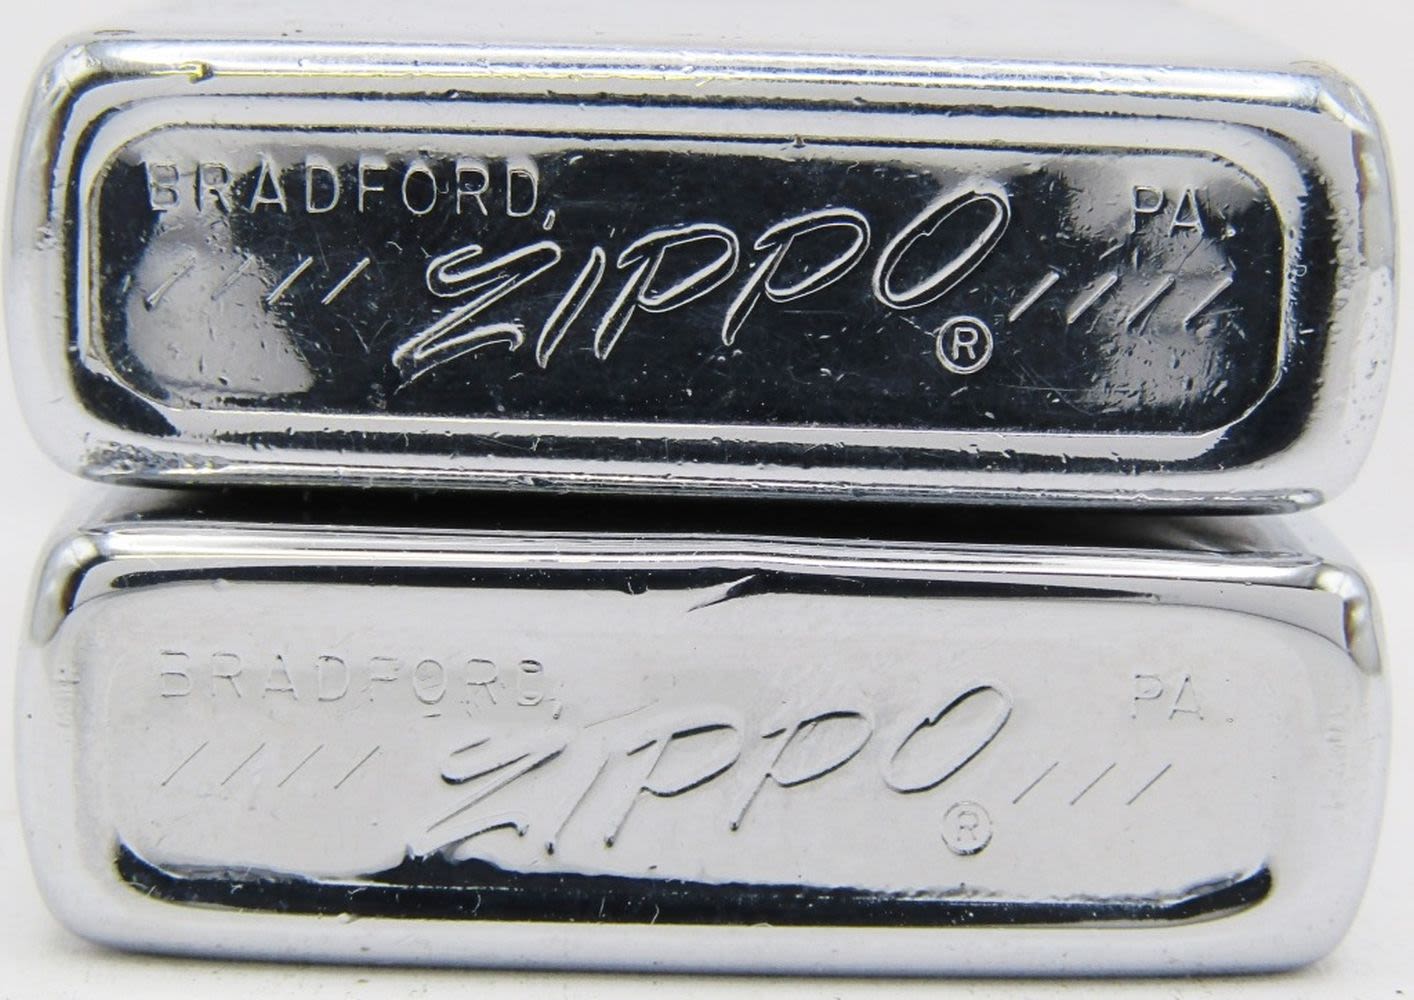 BRADFORD, PA.
//// ZIPPO ® ////
BRADFORD, PA.
//// ZIPPO ® ///